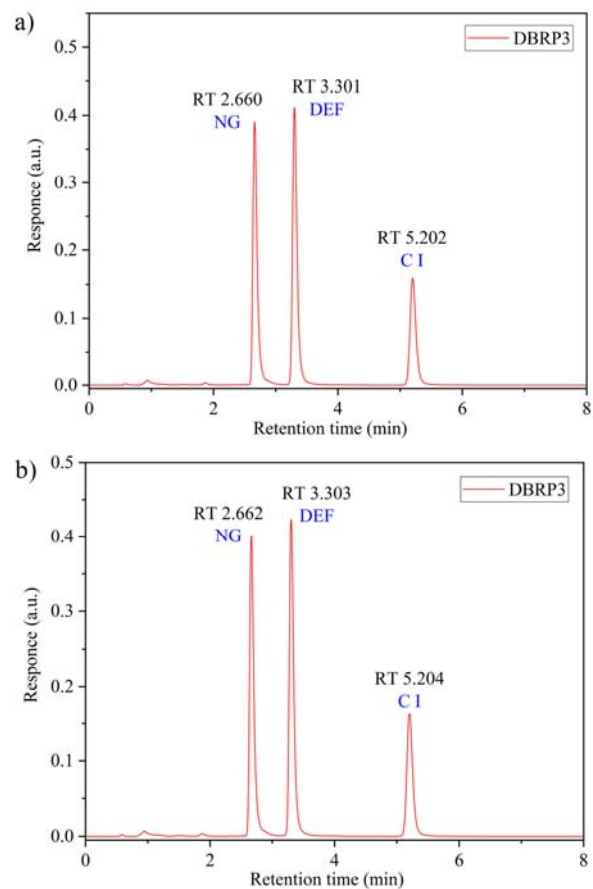 a)
0.5
DBRP3
RT 3.301
RT 2.660
DEF
NG
0.4
0.3
Responce (a.u.)
RT 5.202
C I
0.2
0.1
0.0
0 2 4 6 8
Retention time (min)
b)
0.5
DBRP3
RT 3.303
RT 2.662
DEF
NG
0.4
0.3
Responce (a.u.)
RT 5.204
C I
0.2
0.1
0.0
0 2 4 6 8
Retention time (min)